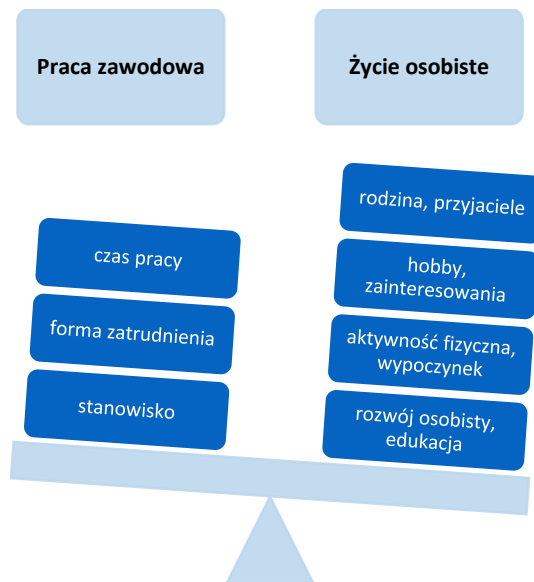 Praca zawodowa
Życie osobiste
czas pracy
forma zatrudnienia
stanowisko
rodzina, przyjaciele
hobby,
zainteresowania
aktywność fizyczna,
wypoczynek
rozwój osobisty,
edukacja